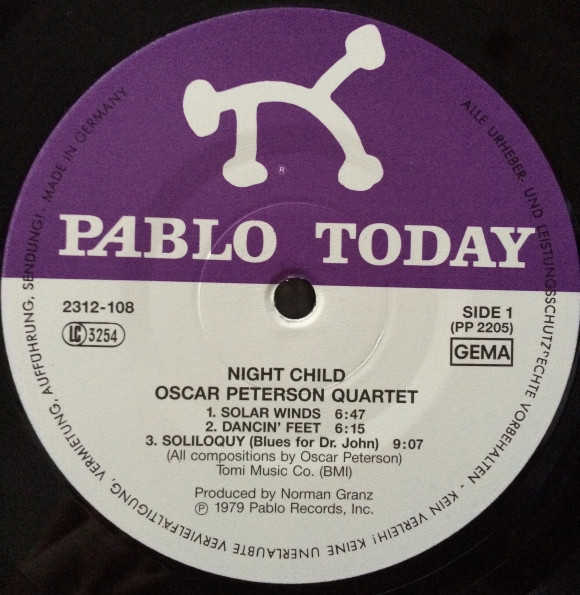 ®
PABLO TODAY
2312-108
LC 3254
SIDE 1
(PP 2205)
GEMA
NIGHT CHILD
OSCAR PETERSON QUARTET
1. SOLAR WINDS 6:47
2. DANCIN' FEET 6:15
3. SOLILOQUY (Blues for Dr. John) 9:07
(All compositions by Oscar Peterson)
Tomi Music Co. (BMI)
Produced by Norman Granz
℗ 1979 Pablo Records, Inc.
ALLE URHEBER- UND LEISTUNGSSCHUTZRECHTE VORBEHALTEN - KEIN VERLEIH! KEINE UNERLAUBTE VERVIELFÄLTIGUNG, VERMIETUNG, AUFFÜHRUNG, SENDUNG! MADE IN GERMANY